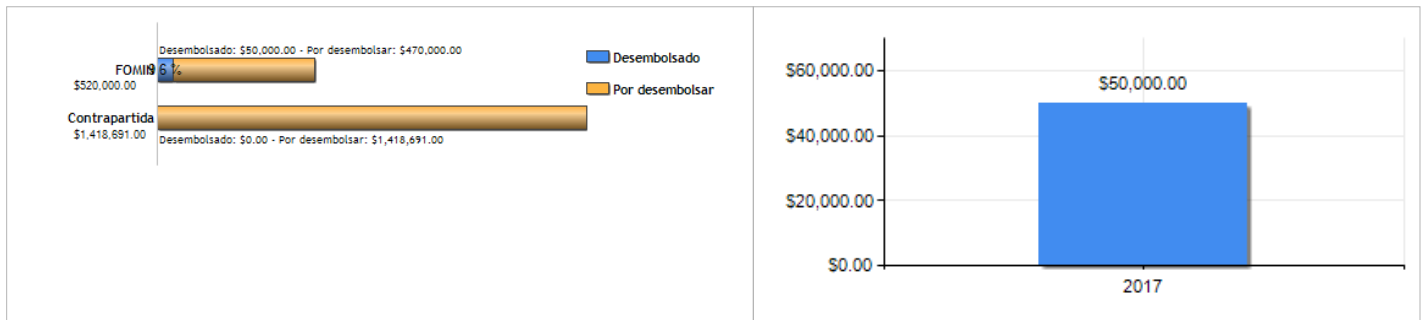 Desembolsado: $50,000.00 - Por desembolsar: $470,000.00
FOMIN 9.6 %
$520,000.00
Contrapartida
$1,418,691.00
Desembolsado: $0.00 - Por desembolsar: $1,418,691.00
Desembolsado
Por desembolsar
$60,000.00
$50,000.00
$40,000.00
$20,000.00
$0.00
2017